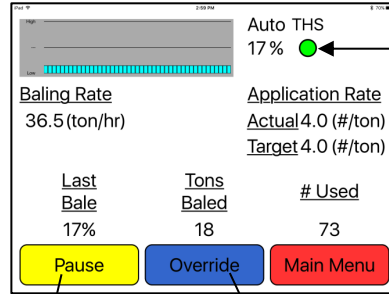 iPad
2:59 PM
70%
High
Low
Auto THS
17%
Baling Rate
36.5 (ton/hr)
Application Rate
Actual 4.0 (#/ton)
Target 4.0 (#/ton)
Last
Bale
17%
Tons
Baled
18
# Used
73
Pause
Override
Main Menu